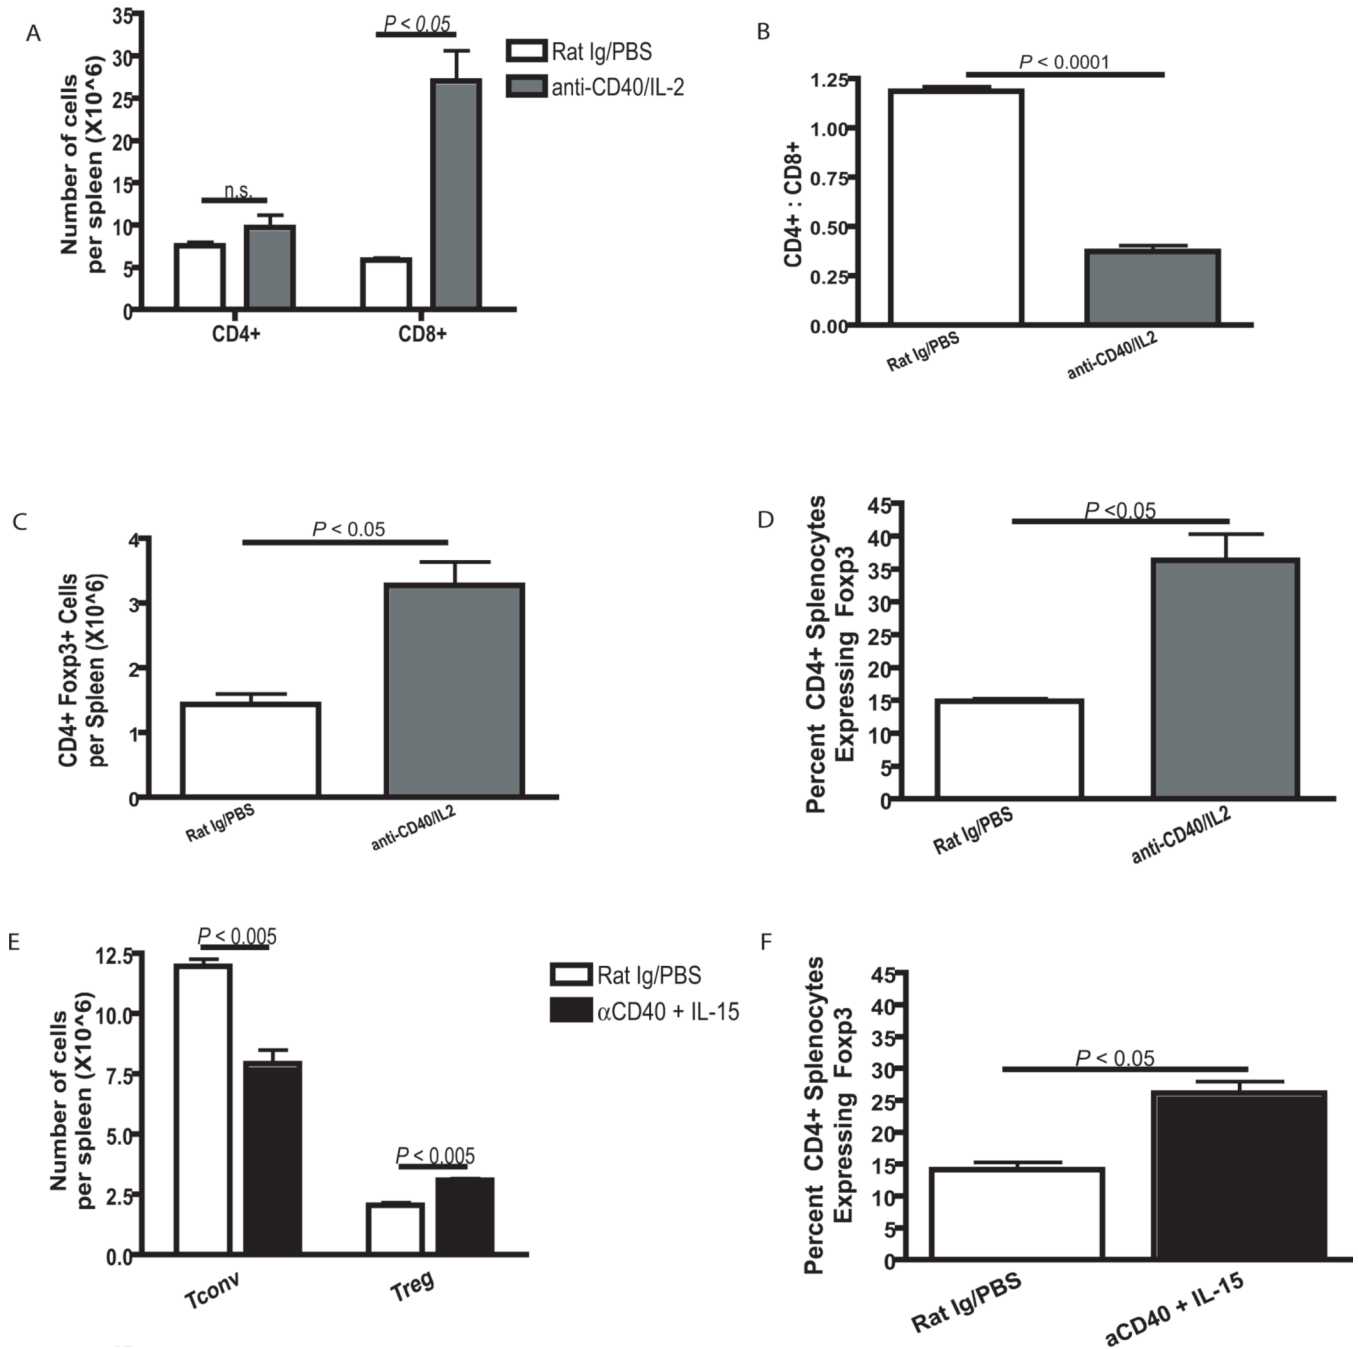 A
Number of cells
per spleen (X10^6)
35
30
25
20
15
10
5
0
n.s.
P < 0.05
CD4+
CD8+
Rat Ig/PBS
anti-CD40/IL-2
B
CD4+ : CD8+
1.25
1.00
0.75
0.50
0.25
0.00
P < 0.0001
Rat Ig/PBS
anti-CD40/IL2
C
CD4+ Foxp3+ Cells
per Spleen (X10^6)
4
3
2
1
0
P < 0.05
Rat Ig/PBS
anti-CD40/IL2
D
Percent CD4+ Splenocytes
Expressing Foxp3
45
40
35
30
25
20
15
10
5
0
P <0.05
Rat Ig/PBS
anti-CD40/IL2
E
Number of cells
per spleen (X10^6)
12.5
10.0
7.5
5.0
2.5
0.0
P < 0.005
P < 0.005
Tconv
Treg
Rat Ig/PBS
αCD40 + IL-15
F
Percent CD4+ Splenocytes
Expressing Foxp3
45
40
35
30
25
20
15
10
5
0
P < 0.05
Rat Ig/PBS
aCD40 + IL-15